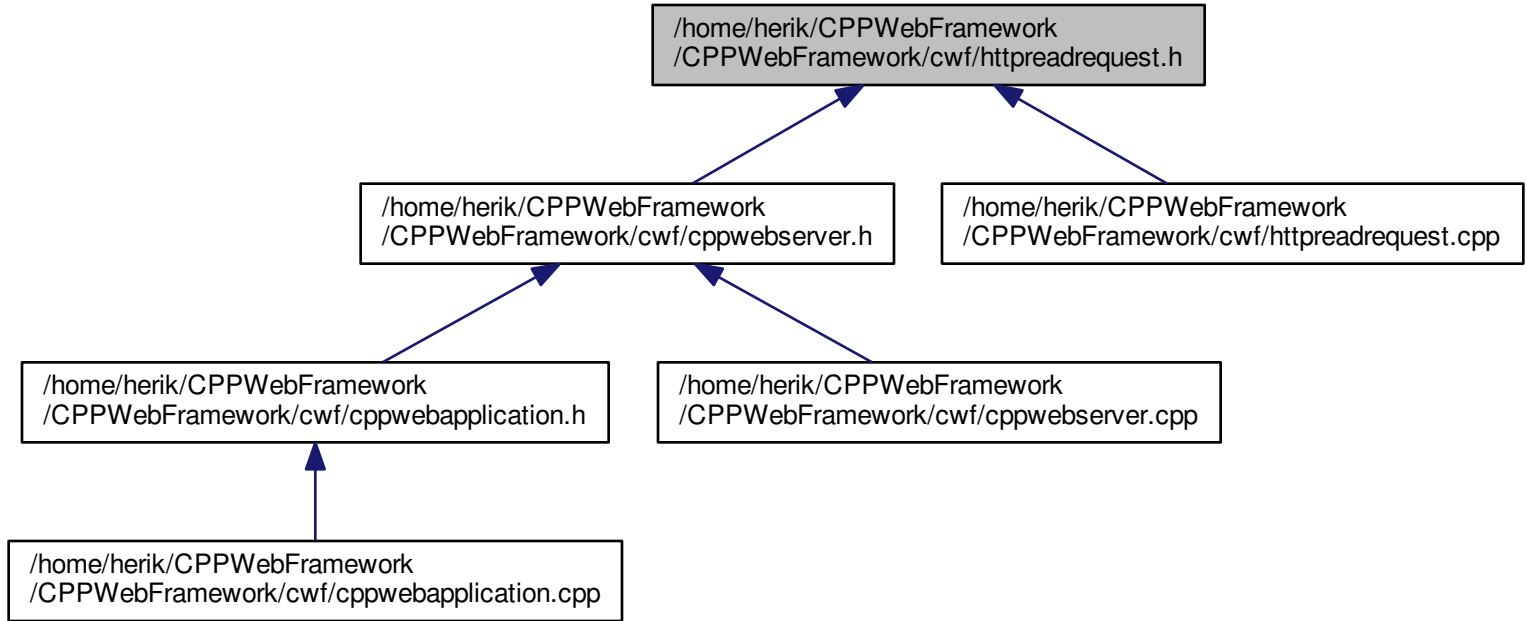 /home/herik/CPPWebFramework
/CPPWebFramework/cwf/httpreadrequest.h
/home/herik/CPPWebFramework
/CPPWebFramework/cwf/cppwebserver.h
/home/herik/CPPWebFramework
/CPPWebFramework/cwf/httpreadrequest.cpp
/home/herik/CPPWebFramework
/CPPWebFramework/cwf/cppwebapplication.h
/home/herik/CPPWebFramework
/CPPWebFramework/cwf/cppwebserver.cpp
/home/herik/CPPWebFramework
/CPPWebFramework/cwf/cppwebapplication.cpp